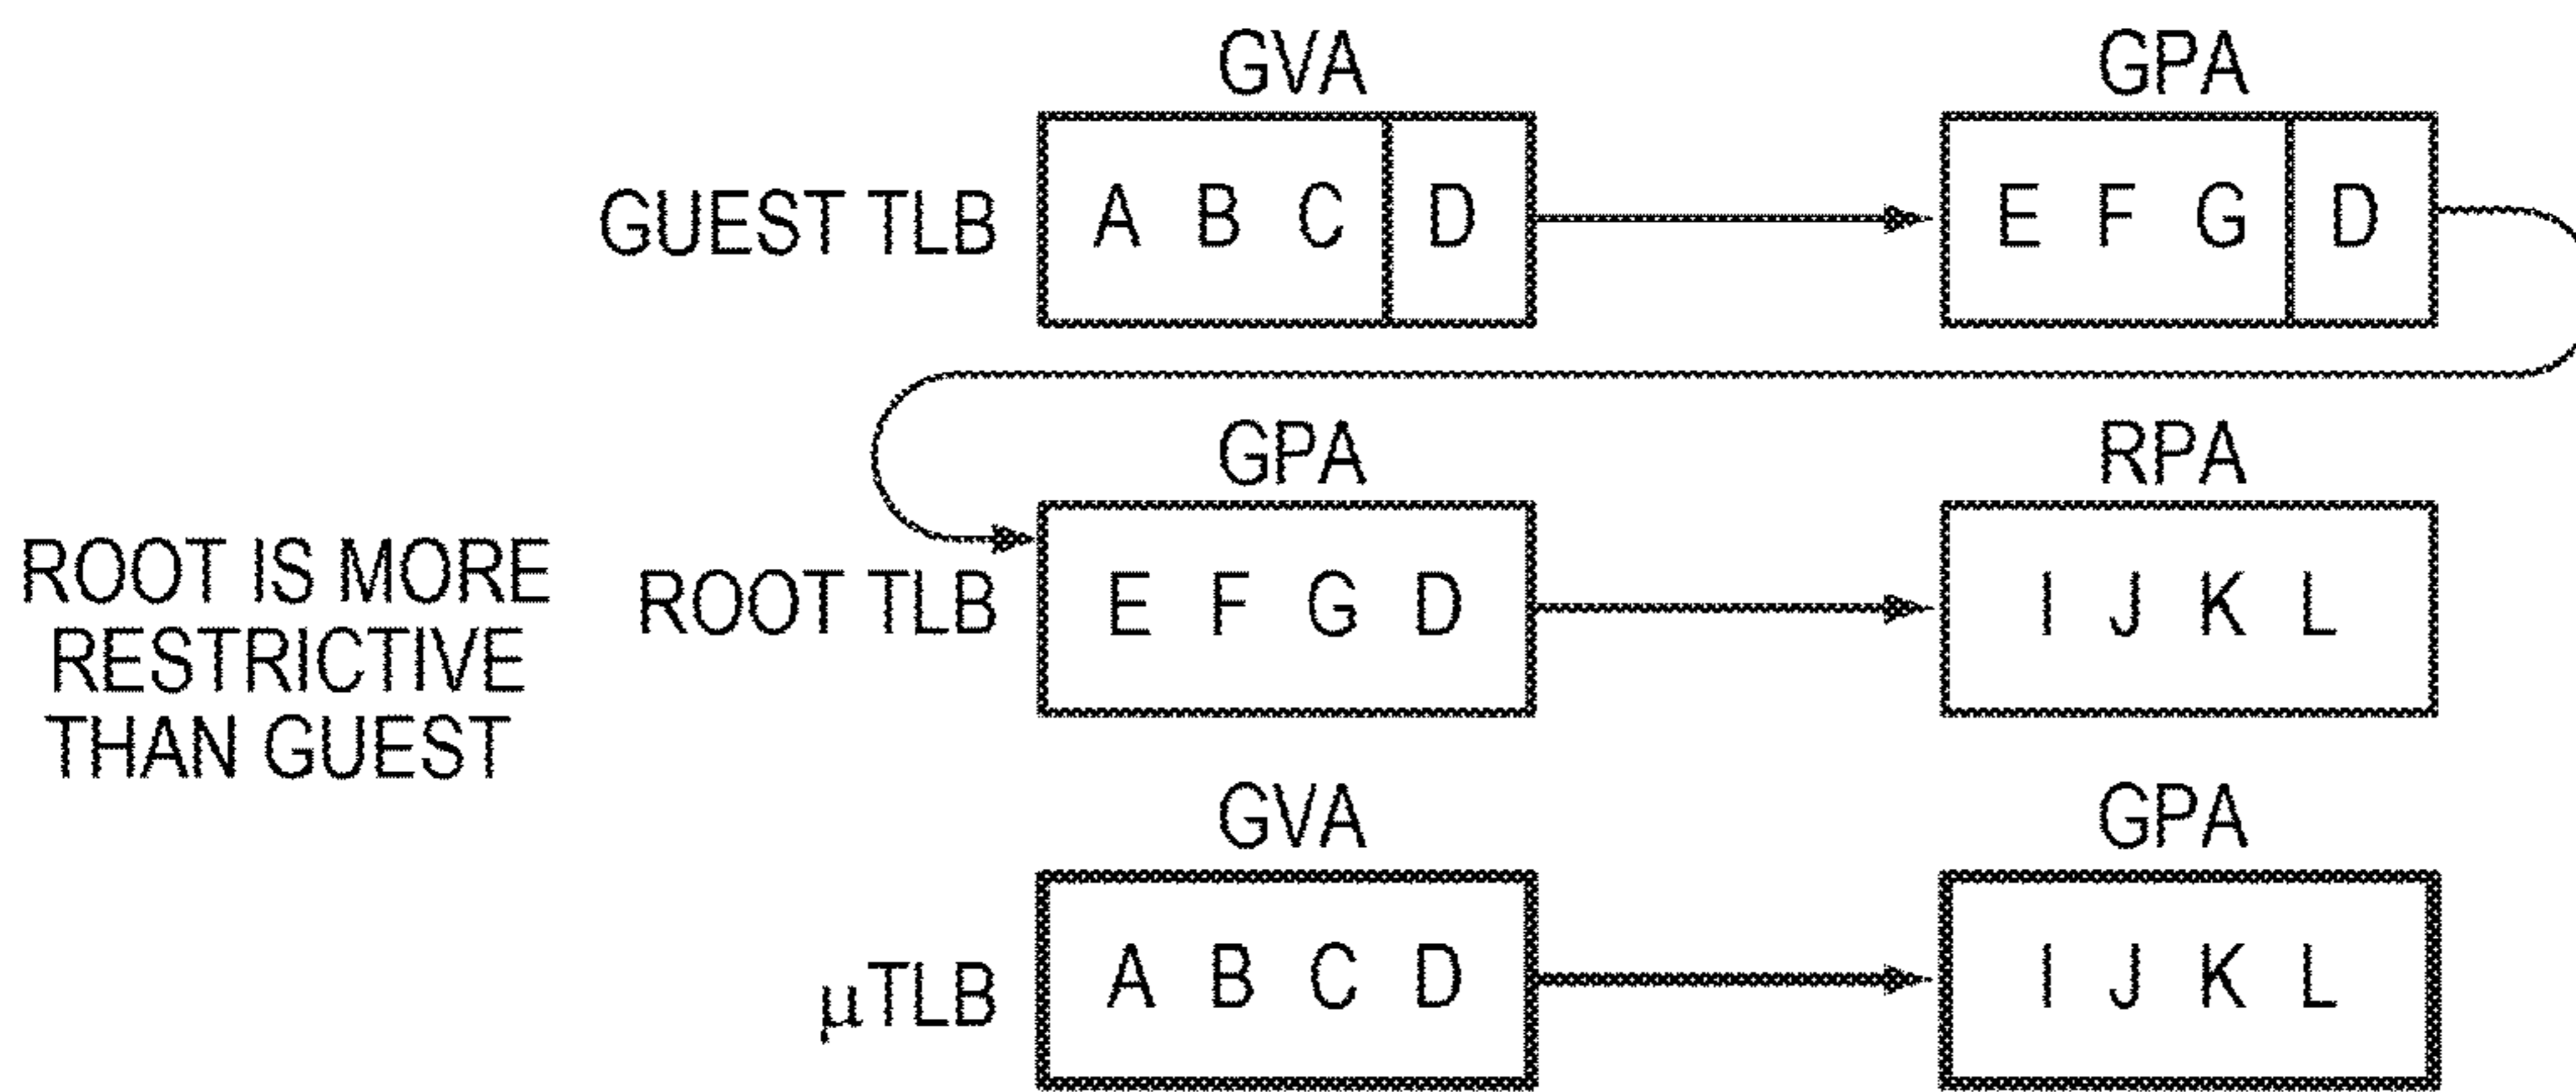 GVA GPA
GUEST TLB A B C D E F G D
GPA RPA
ROOT IS MORE
RESTRICTIVE
THAN GUEST
ROOT TLB E F G D I J K L
GVA GPA
μTLB A B C D I J K L